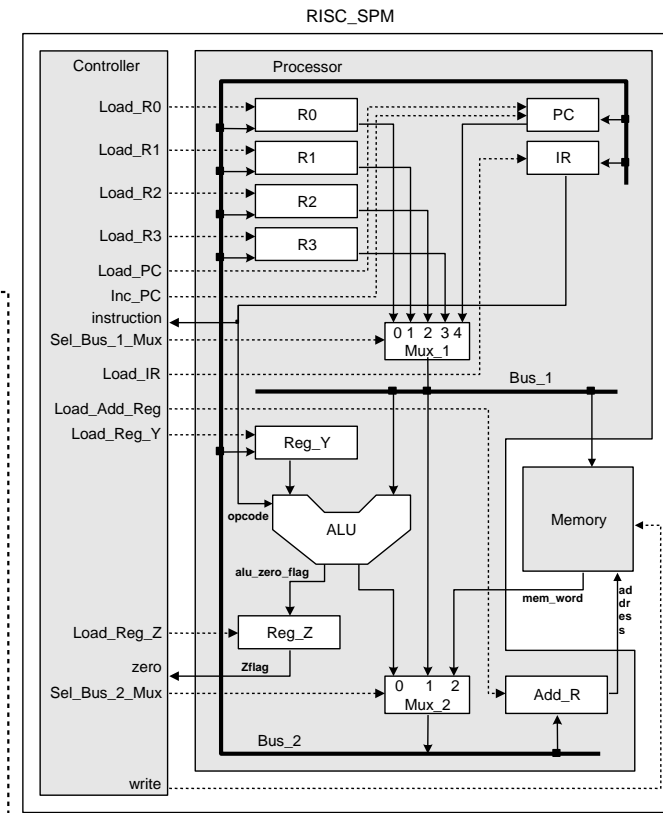 RISC_SPM
Controller
Processor
Load_R0
R0
PC
Load_R1
R1
IR
Load_R2
R2
Load_R3
R3
Load_PC
Inc_PC
instruction
0 1 2 3 4
Sel_Bus_1_Mux
Mux_1
Load_IR
Bus_1
Load_Add_Reg
Load_Reg_Y
Reg_Y
Memory
opcode
ALU
alu_zero_flag
mem_word
ad
dr
es
s
Load_Reg_Z
Reg_Z
zero
Zflag
0 1 2
Sel_Bus_2_Mux
Mux_2
Add_R
Bus_2
write